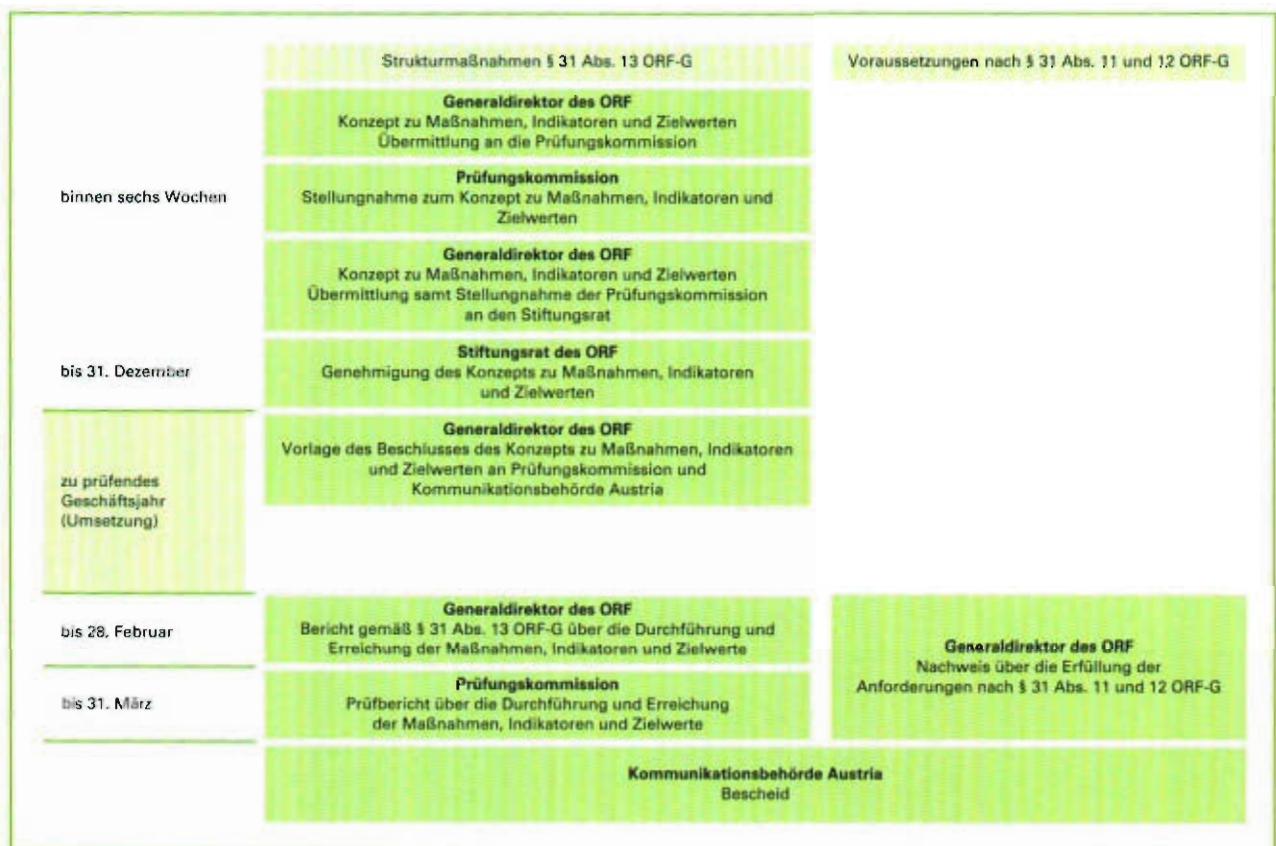 Strukturmaßnahmen § 31 Abs. 13 ORF-G
Voraussetzungen nach § 31 Abs. 11 und 12 ORF-G
Generaldirektor des ORF
Konzept zu Maßnahmen, Indikatoren und Zielwerten
Übermittlung an die Prüfungskommission
binnen sechs Wochen
Prüfungskommission
Stellungnahme zum Konzept zu Maßnahmen, Indikatoren und
Zielwerten
Generaldirektor des ORF
Konzept zu Maßnahmen, Indikatoren und Zielwerten
Übermittlung samt Stellungnahme der Prüfungskommission
an den Stiftungsrat
bis 31. Dezember
Stiftungsrat des ORF
Genehmigung des Konzepts zu Maßnahmen, Indikatoren
und Zielwerten
zu prüfendes
Geschäftsjahr
(Umsetzung)
Generaldirektor des ORF
Vorlage des Beschlusses des Konzepts zu Maßnahmen, Indikatoren
und Zielwerten an Prüfungskommission und
Kommunikationsbehörde Austria
bis 28. Februar
Generaldirektor des ORF
Bericht gemäß § 31 Abs. 13 ORF-G über die Durchführung und
Erreichung der Maßnahmen, Indikatoren und Zielwerte
bis 31. März
Prüfungskommission
Prüfbericht über die Durchführung und Erreichung
der Maßnahmen, Indikatoren und Zielwerte
Generaldirektor des ORF
Nachweis über die Erfüllung der
Anforderungen nach § 31 Abs. 11 und 12 ORF-G
Kommunikationsbehörde Austria
Bescheid